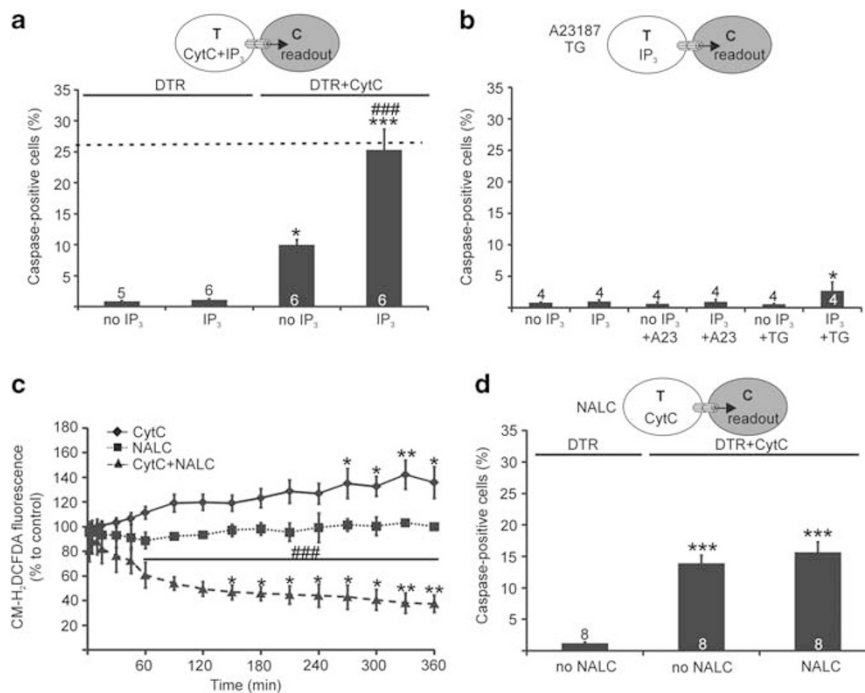 a
T
CytC+IP₃
C
readout
DTR
DTR+CytC
Caspase-positive cells (%)
35
30
25
20
15
10
5
###
***
*
5
6
6
6
no IP₃
IP₃
no IP₃
IP₃
b
A23187
TG
T
IP₃
C
readout
Caspase-positive cells (%)
35
30
25
20
15
10
5
*
4
4
4
4
4
4
no IP₃
IP₃
no IP₃ +A23
IP₃ +A23
no IP₃ +TG
IP₃ +TG
c
CytC
NALC
CytC+NALC
CM-H₂DCFDA fluorescence
(% to control)
180
160
140
120
100
80
60
40
20
* * ** *
###
* * * * * ** **
60
120
180
240
300
360
Time (min)
d
NALC
T
CytC
C
readout
DTR
DTR+CytC
Caspase-positive cells (%)
35
30
25
20
15
10
5
***
***
8
8
8
no NALC
no NALC
NALC